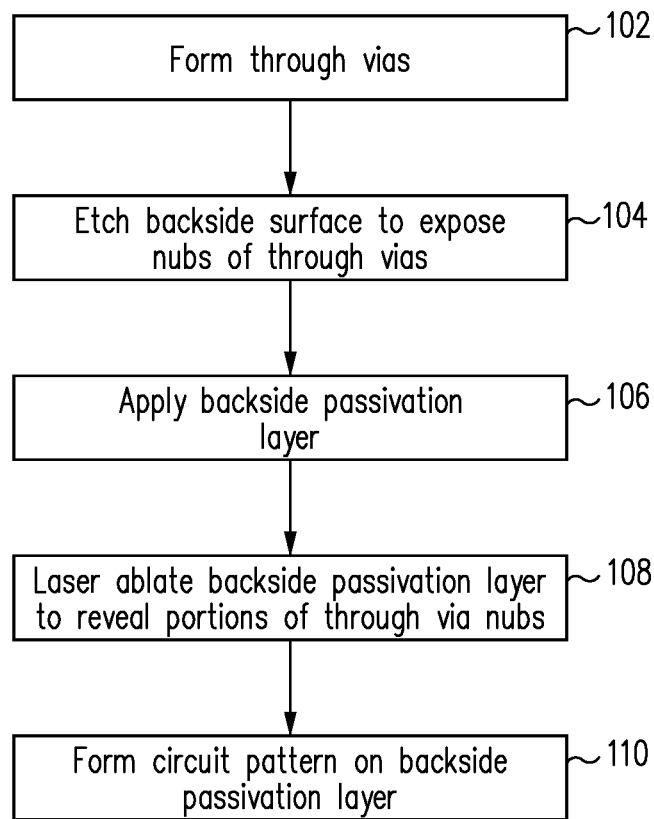 102
Form through vias
104
Etch backside surface to expose
nubs of through vias
106
Apply backside passivation
layer
108
Laser ablate backside passivation layer
to reveal portions of through via nubs
110
Form circuit pattern on backside
passivation layer